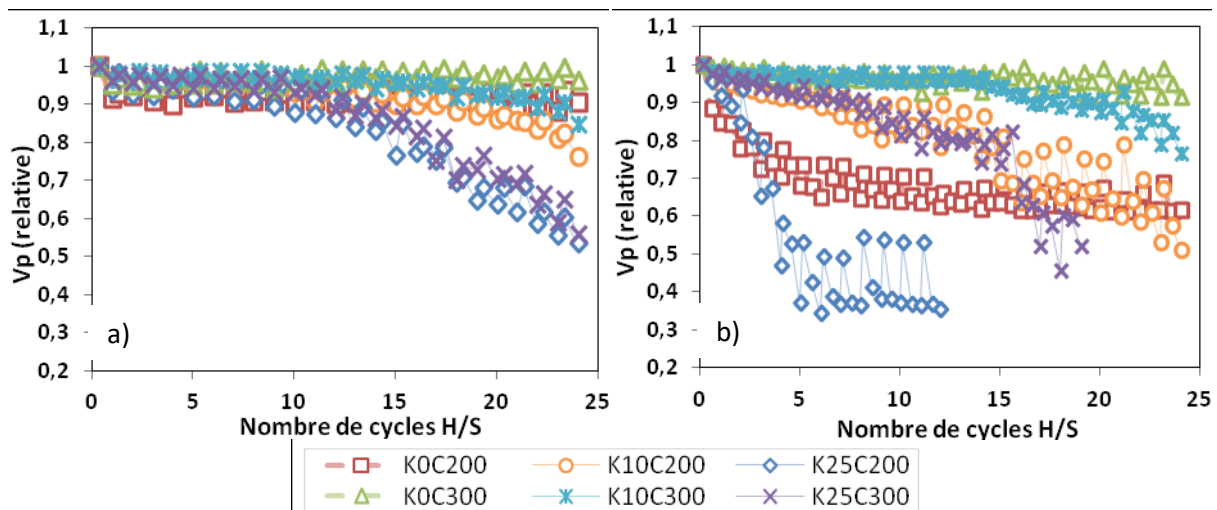 1,1
1
0,9
0,8
0,7
0,6
0,5
0,4
0,3
0,2
Vp (relative)
a)
0 5 10 15 20 25
Nombre de cycles H/S
1,1
1
0,9
0,8
0,7
0,6
0,5
0,4
0,3
0,2
Vp (relative)
b)
0 5 10 15 20 25
Nombre de cycles H/S
K0C200 K10C200 K25C200
K0C300 K10C300 K25C300